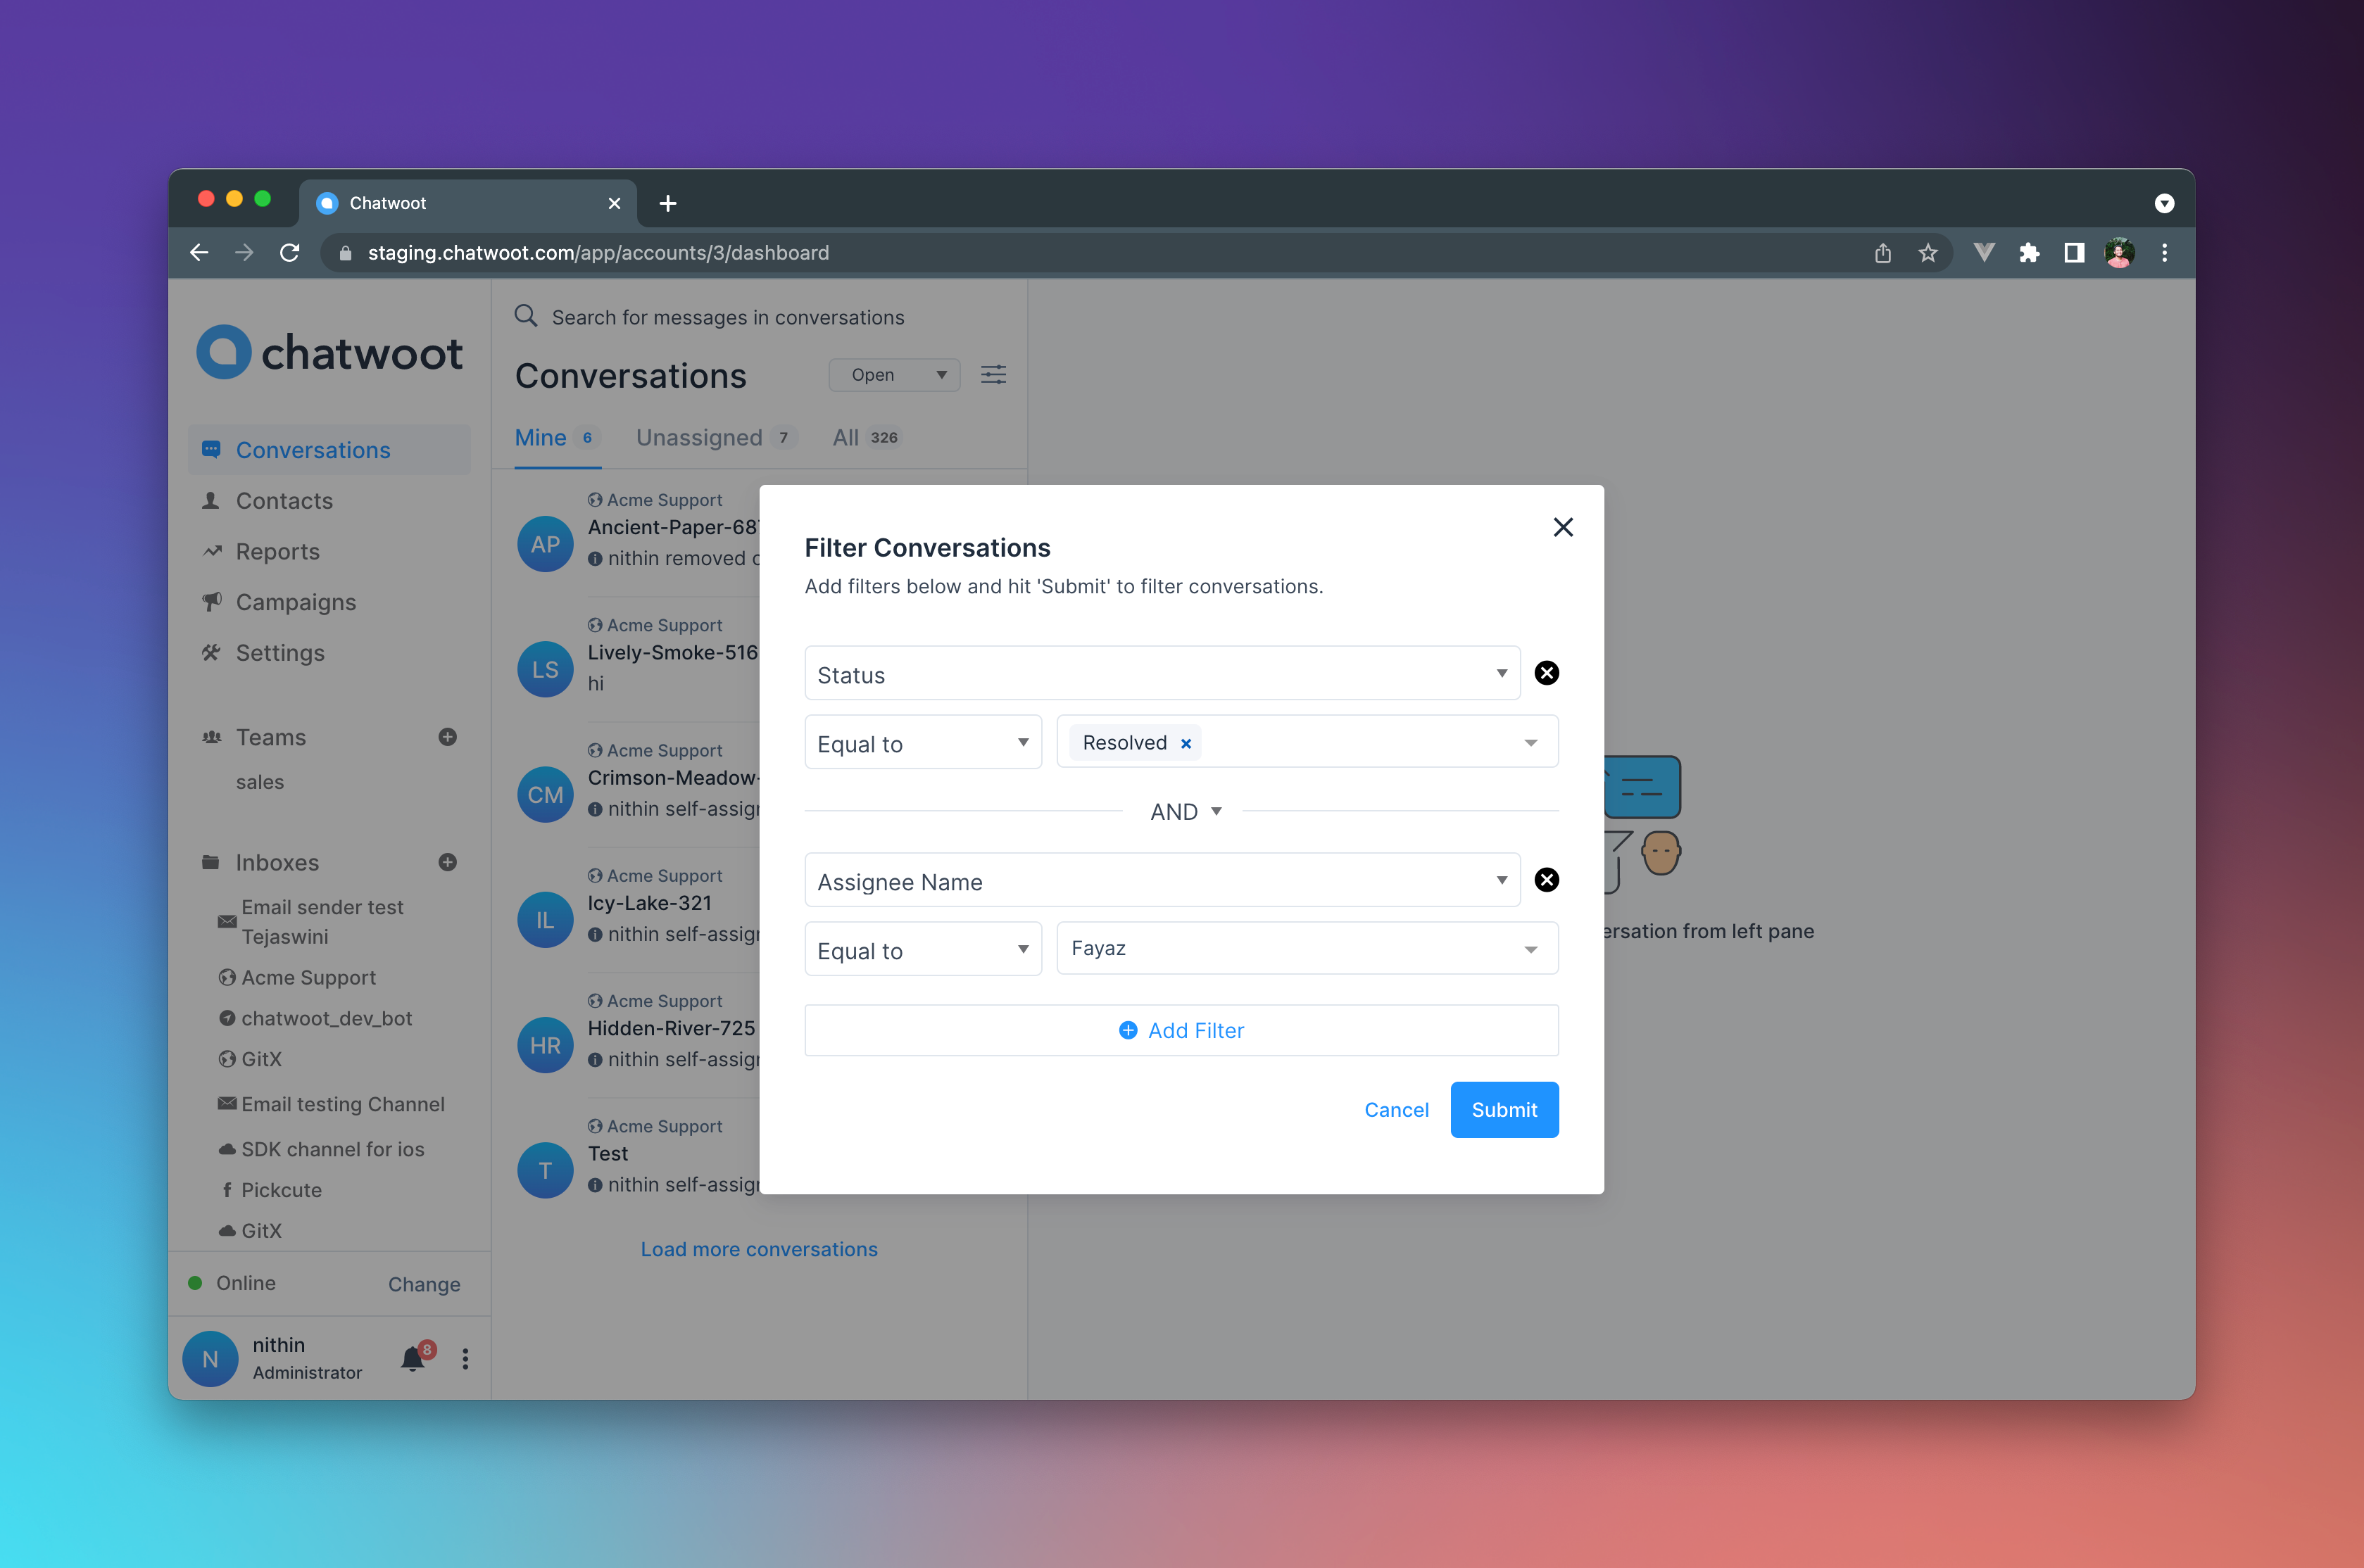 Chatwoot
staging.chatwoot.com/app/accounts/3/dashboard
chatwoot
Conversations
Contacts
Reports
Campaigns
Settings
Teams
sales
Inboxes
Email sender test
Tejaswini
Acme Support
chatwoot_dev_bot
GitX
Email testing Channel
SDK channel for ios
Pickcute
GitX
Online Change
N
nithin
Administrator
8
Search for messages in conversations
Conversations Open
Mine 6 Unassigned 7 All 326
Acme Support
AP
Ancient-Paper-687
nithin removed
Acme Support
LS
Lively-Smoke-516
hi
Acme Support
CM
Crimson-Meadow-
nithin self-assig
Acme Support
IL
Icy-Lake-321
nithin self-assig
Acme Support
HR
Hidden-River-725
nithin self-assig
Acme Support
T
Test
nithin self-assig
Load more conversations
Filter Conversations
Add filters below and hit 'Submit' to filter conversations.
Status
Equal to Resolved
AND
Assignee Name
Equal to Fayaz
Add Filter
Cancel Submit
ersation from left pane